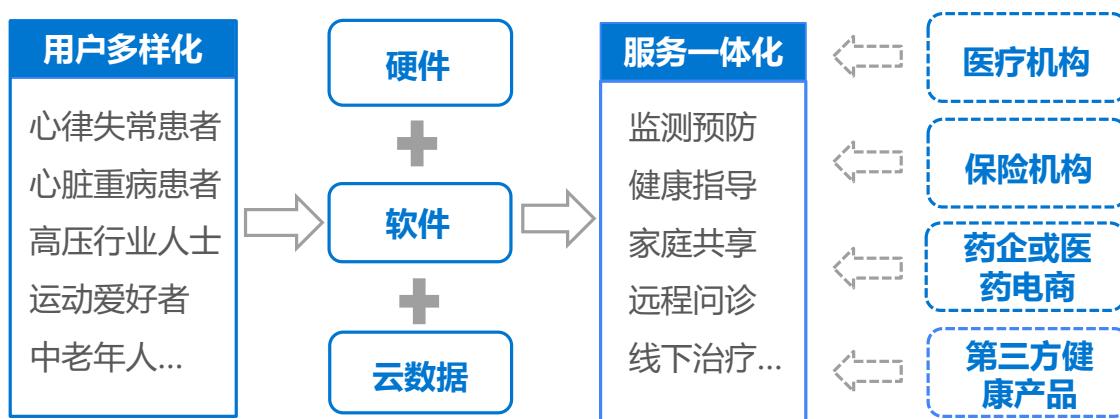 用户多样化
心律失常患者
心脏重病患者
高压行业人士
运动爱好者
中老年人...
硬件
软件
云数据
服务一体化
监测预防
健康指导
家庭共享
远程问诊
线下治疗...
医疗机构
保险机构
药企或医
药电商
第三方健
康产品